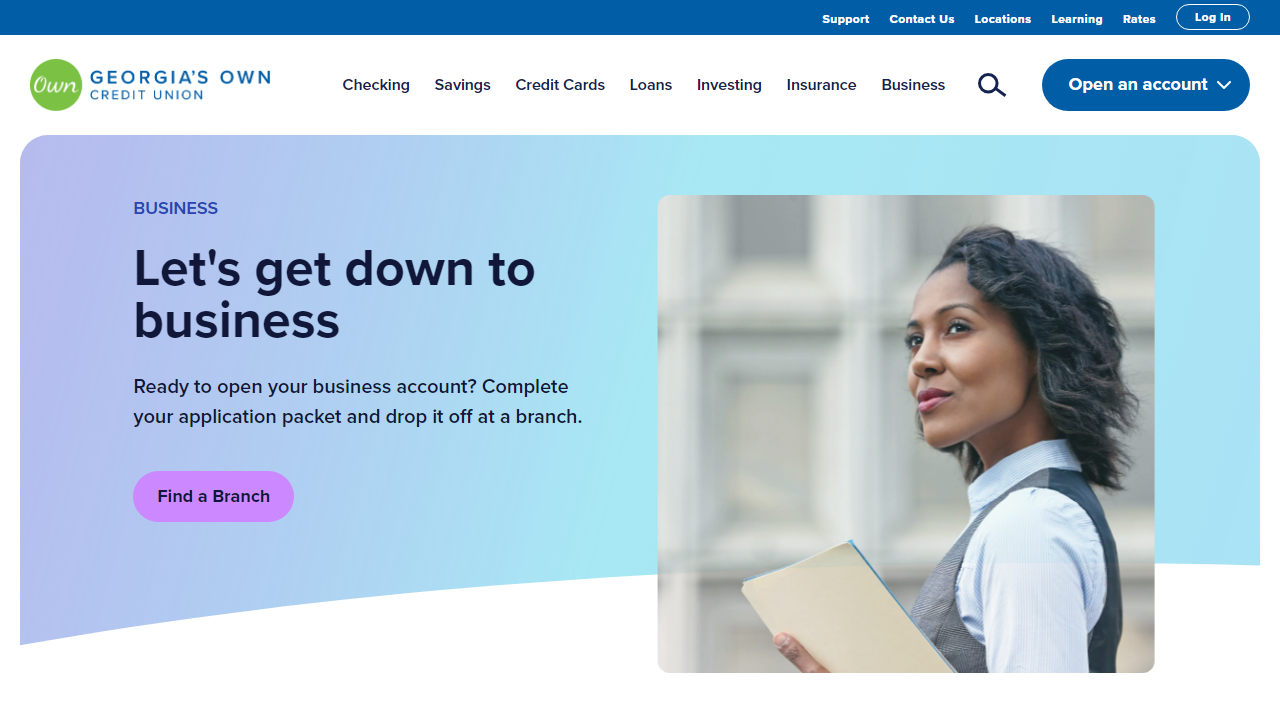 Support Contact Us Locations Learning Rates Log In
Own GEORGIA'S OWN
CREDIT UNION
Checking Savings Credit Cards Loans Investing Insurance Business Open an account
BUSINESS
Let's get down to
business
Ready to open your business account? Complete
your application packet and drop it off at a branch.
Find a Branch